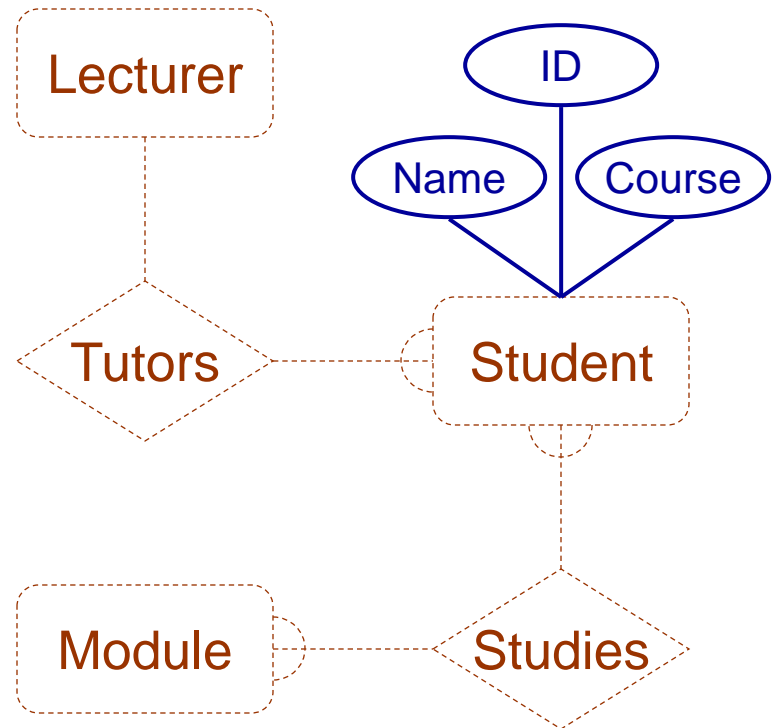 Lecturer
ID
Name
Course
Tutors
Student
Module
Studies